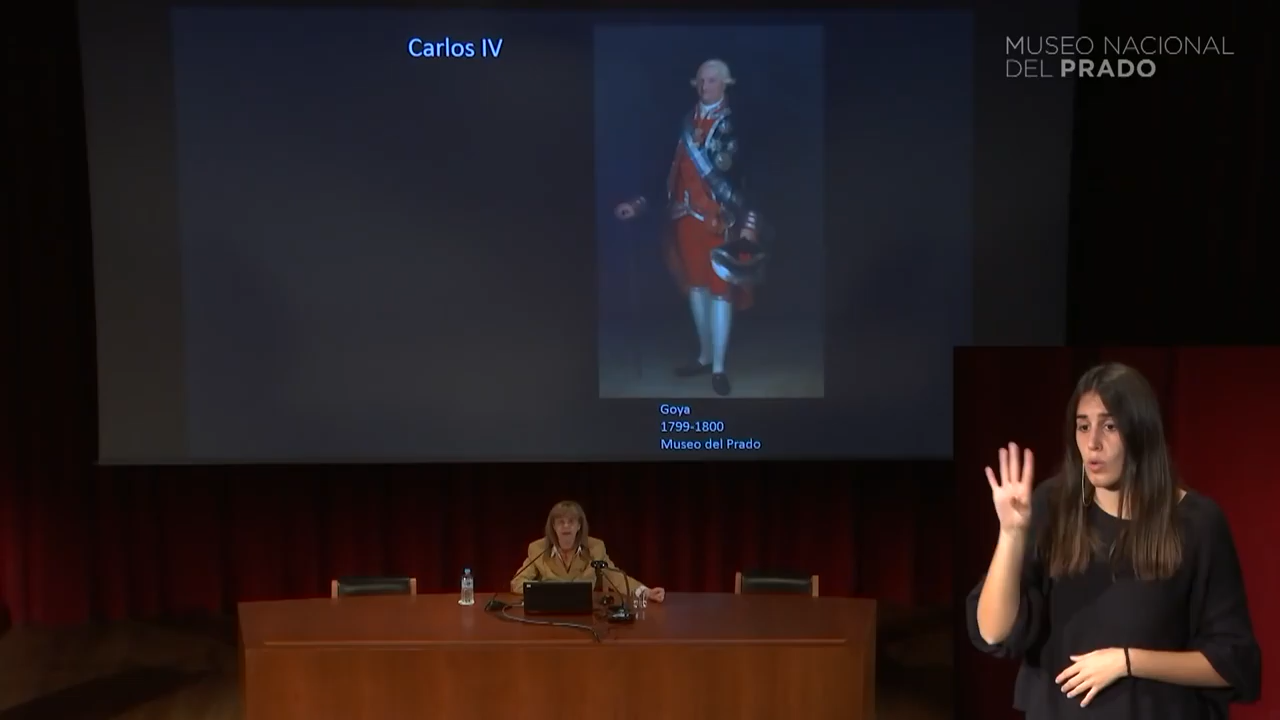 Carlos IV
MUSEO NACIONAL
DEL PRADO
Goya
1799-1800
Museo del Prado